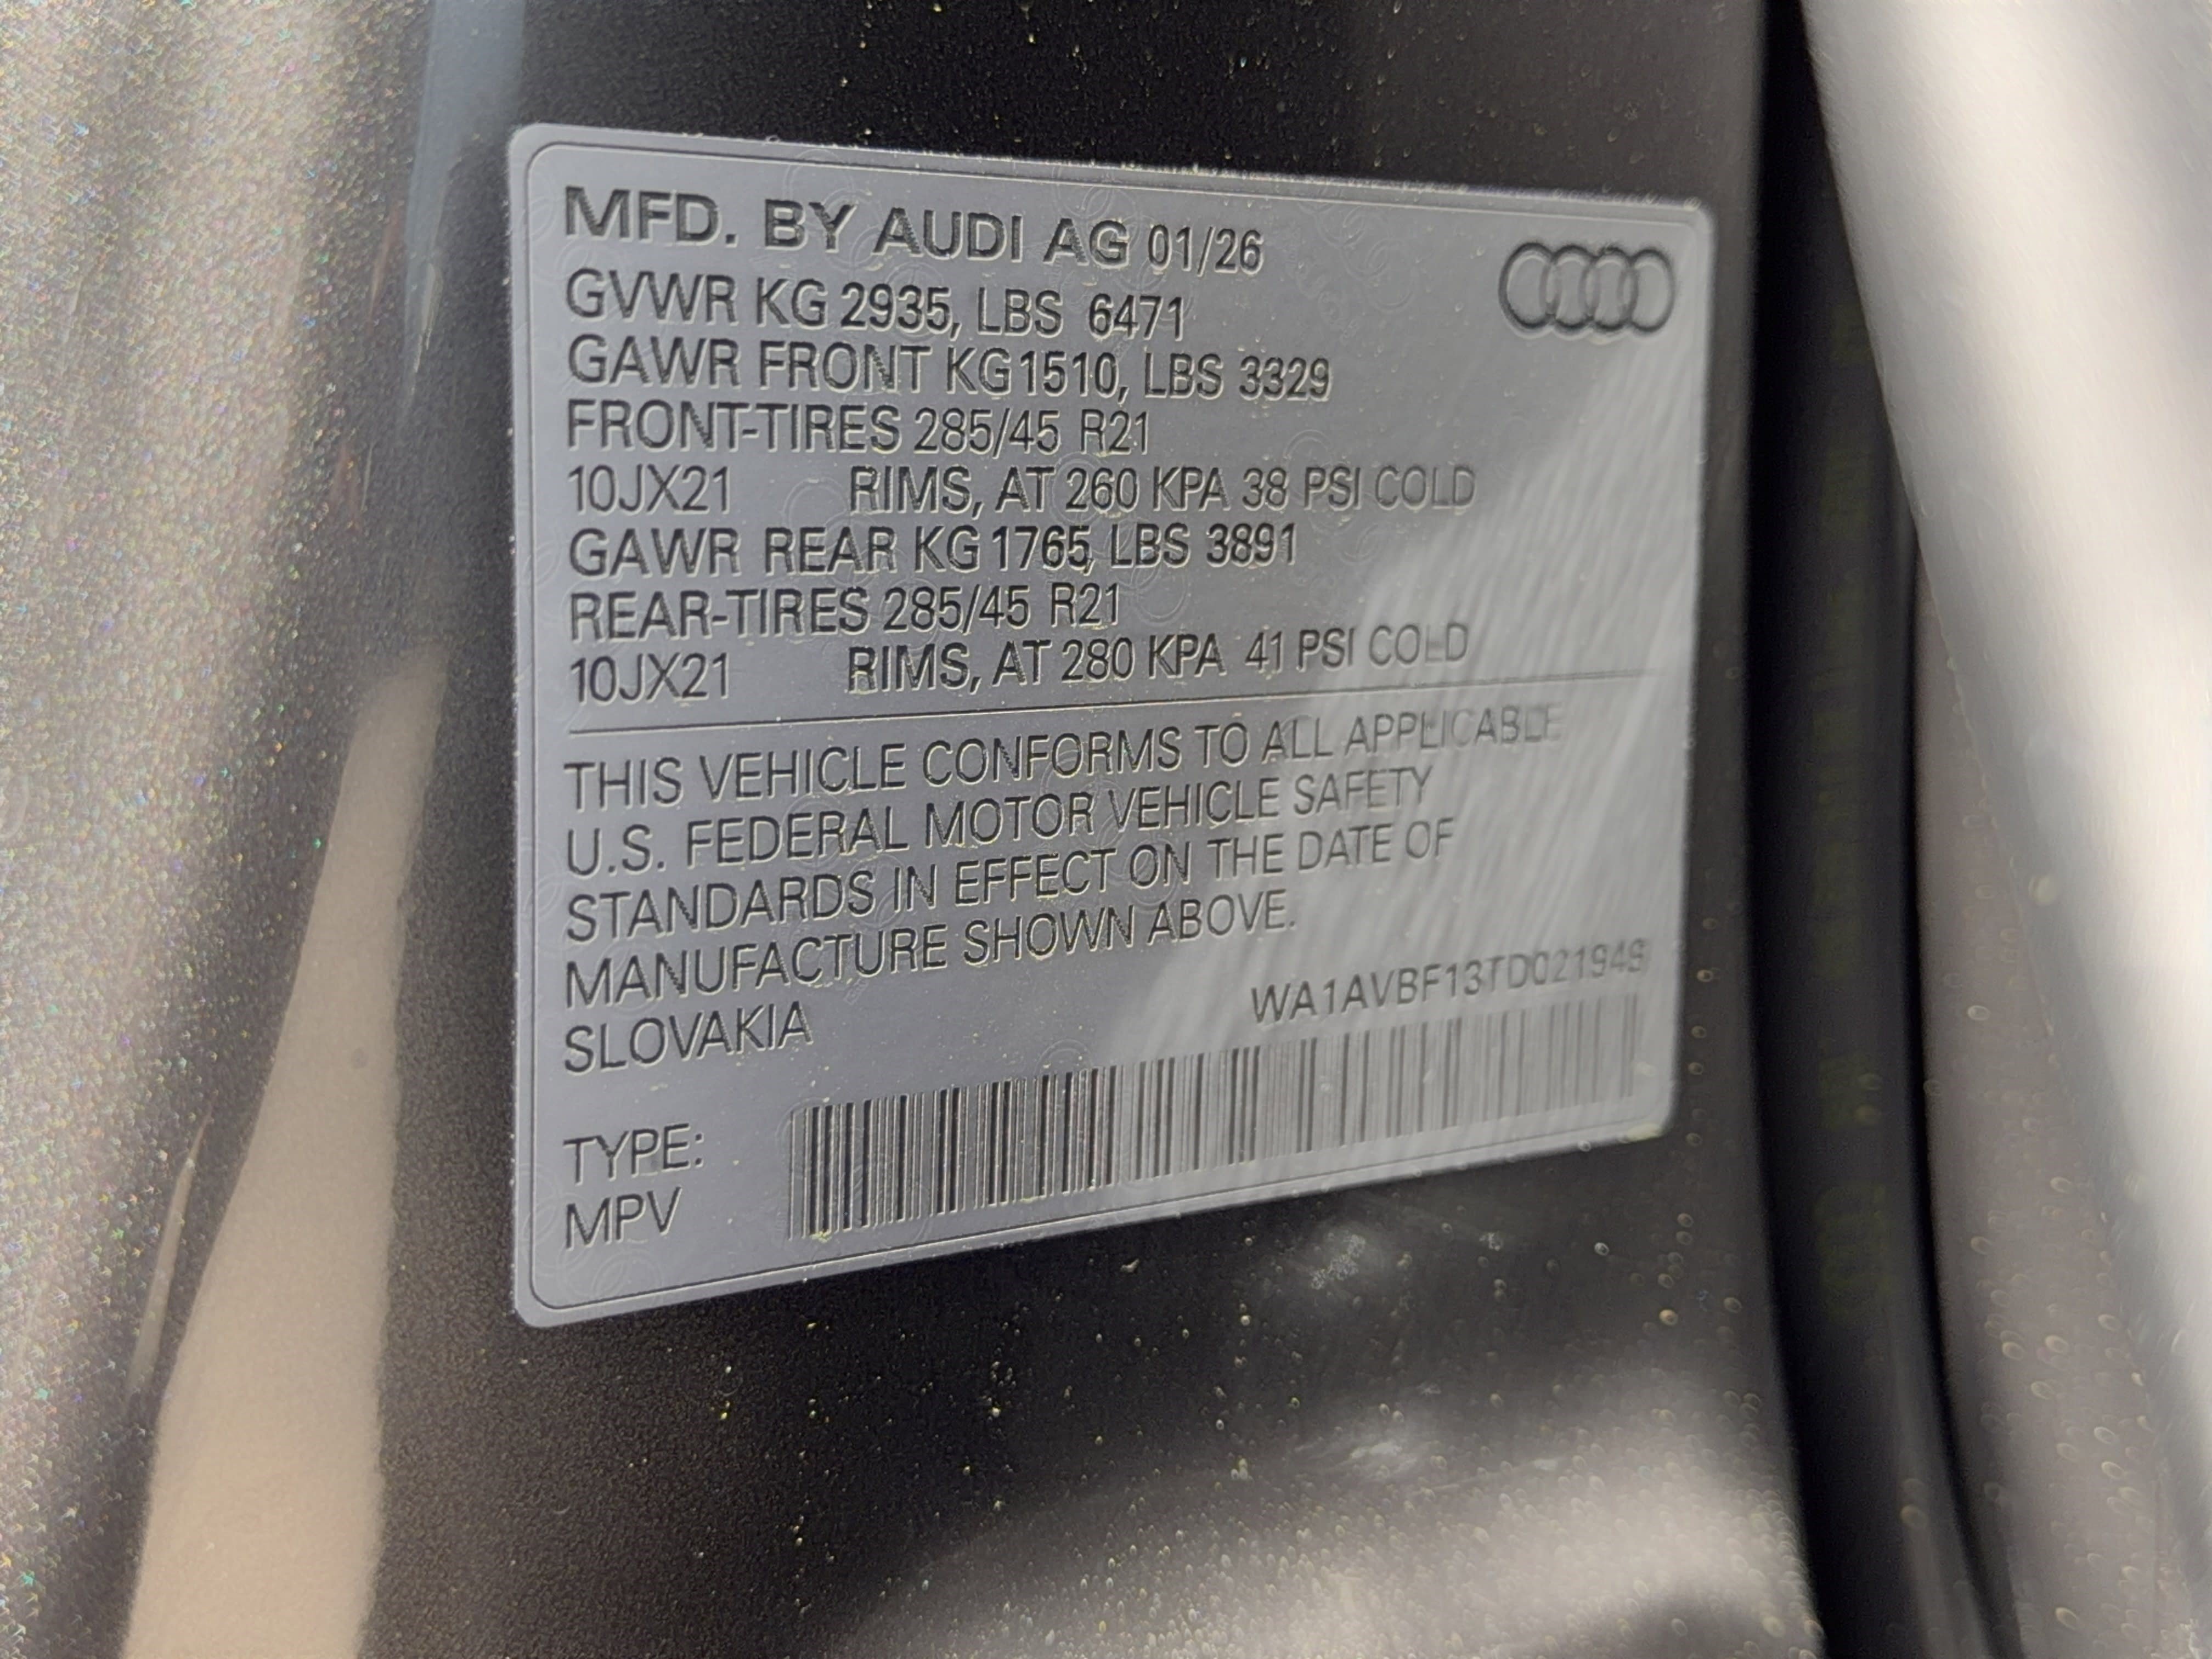 MFD. BY AUDI AG 01/26
GVWR KG 2935, LBS 6471
GAWR FRONT KG 1510, LBS 3329
FRONT-TIRES 285/45 R21
10JX21 RIMS, AT 260 KPA 38 PSI COLD
GAWR REAR KG 1765, LBS 3891
REAR-TIRES 285/45 R21
10JX21 RIMS, AT 280 KPA 41 PSI COLD
THIS VEHICLE CONFORMS TO ALL APPLICABLE
U.S. FEDERAL MOTOR VEHICLE SAFETY
STANDARDS IN EFFECT ON THE DATE OF
MANUFACTURE SHOWN ABOVE.
SLOVAKIA
WA1AVBF13TD021949
TYPE:
MPV